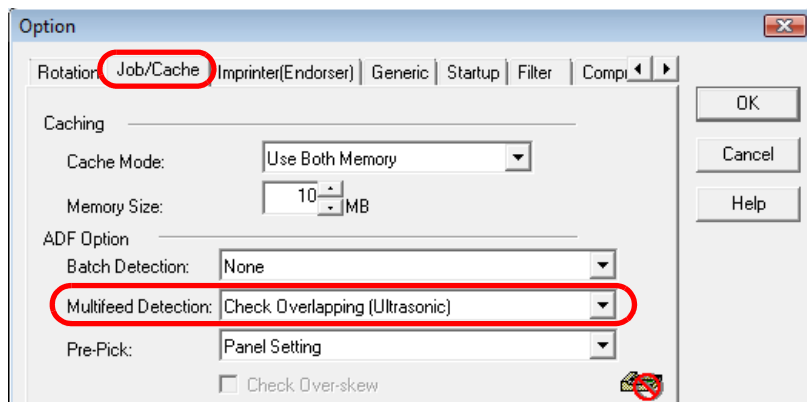 Option
Rotation Job/Cache Imprinter(Endorser) Generic Startup Filter Compr
OK
Caching
Cache Mode: Use Both Memory
Cancel
Memory Size: 10 MB
Help
ADF Option
Batch Detection: None
Multifeed Detection: Check Overlapping (Ultrasonic)
Pre-Pick: Panel Setting
Check Over-skew